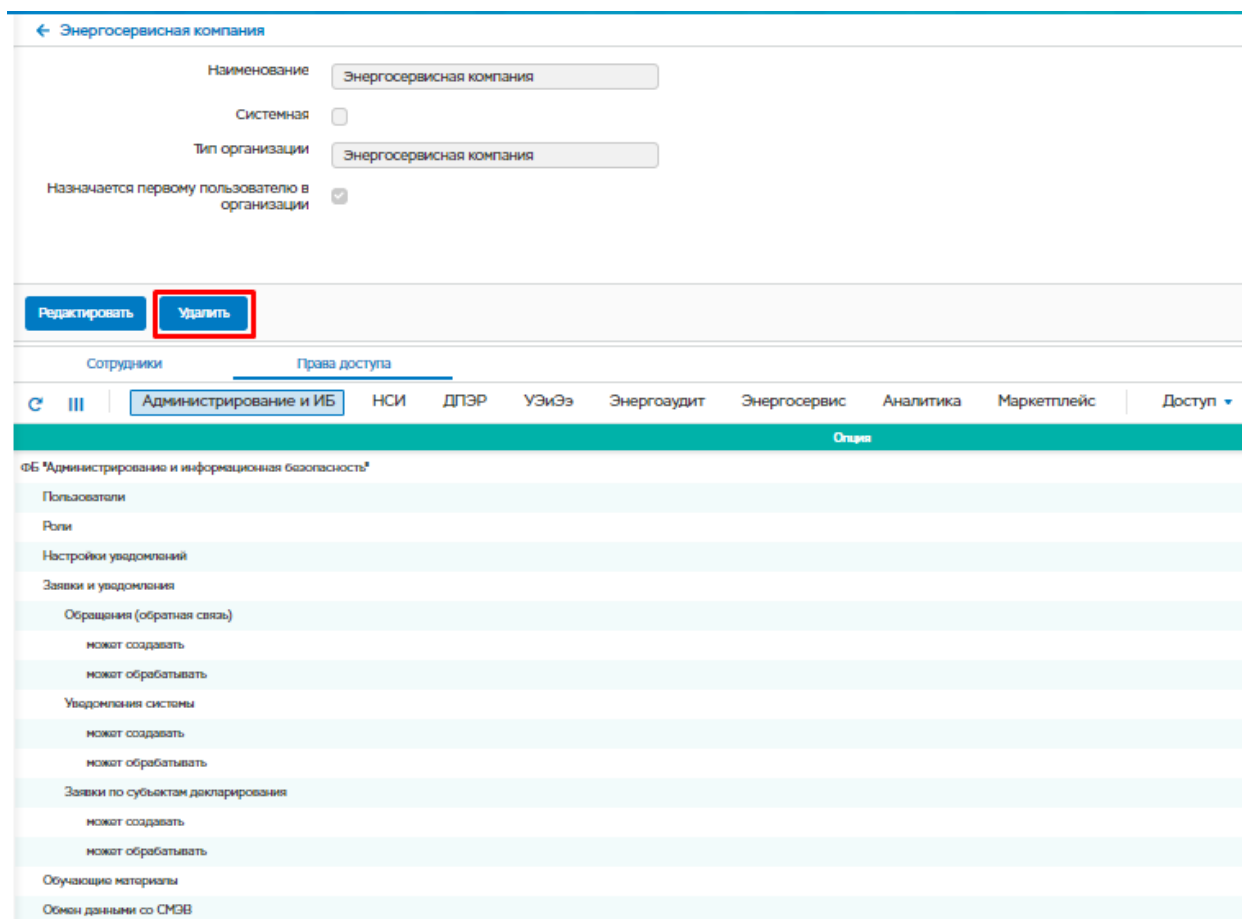 Энергосервисная компания
Наименование
Энергосервисная компания
Системная
Тип организации
Энергосервисная компания
Назначается первому пользователю в
организации
Редактировать Удалить
Сотрудники Права доступа
Администрирование и ИБ НСИ ДПЭР УЭиЭэ Энергоаудит Энергосервис Аналитика Маркетплейс Доступ
Опция
ФБ "Администрирование и информационная безопасность"
Пользователи
Роли
Настройки уведомлений
Заявки и уведомления
Обращения (обратная связь)
может создавать
может обрабатывать
Уведомления системы
может создавать
может обрабатывать
Заявки по субъектам декларирования
может создавать
может обрабатывать
Обучающие материалы
Обмен данными со СМЭВ